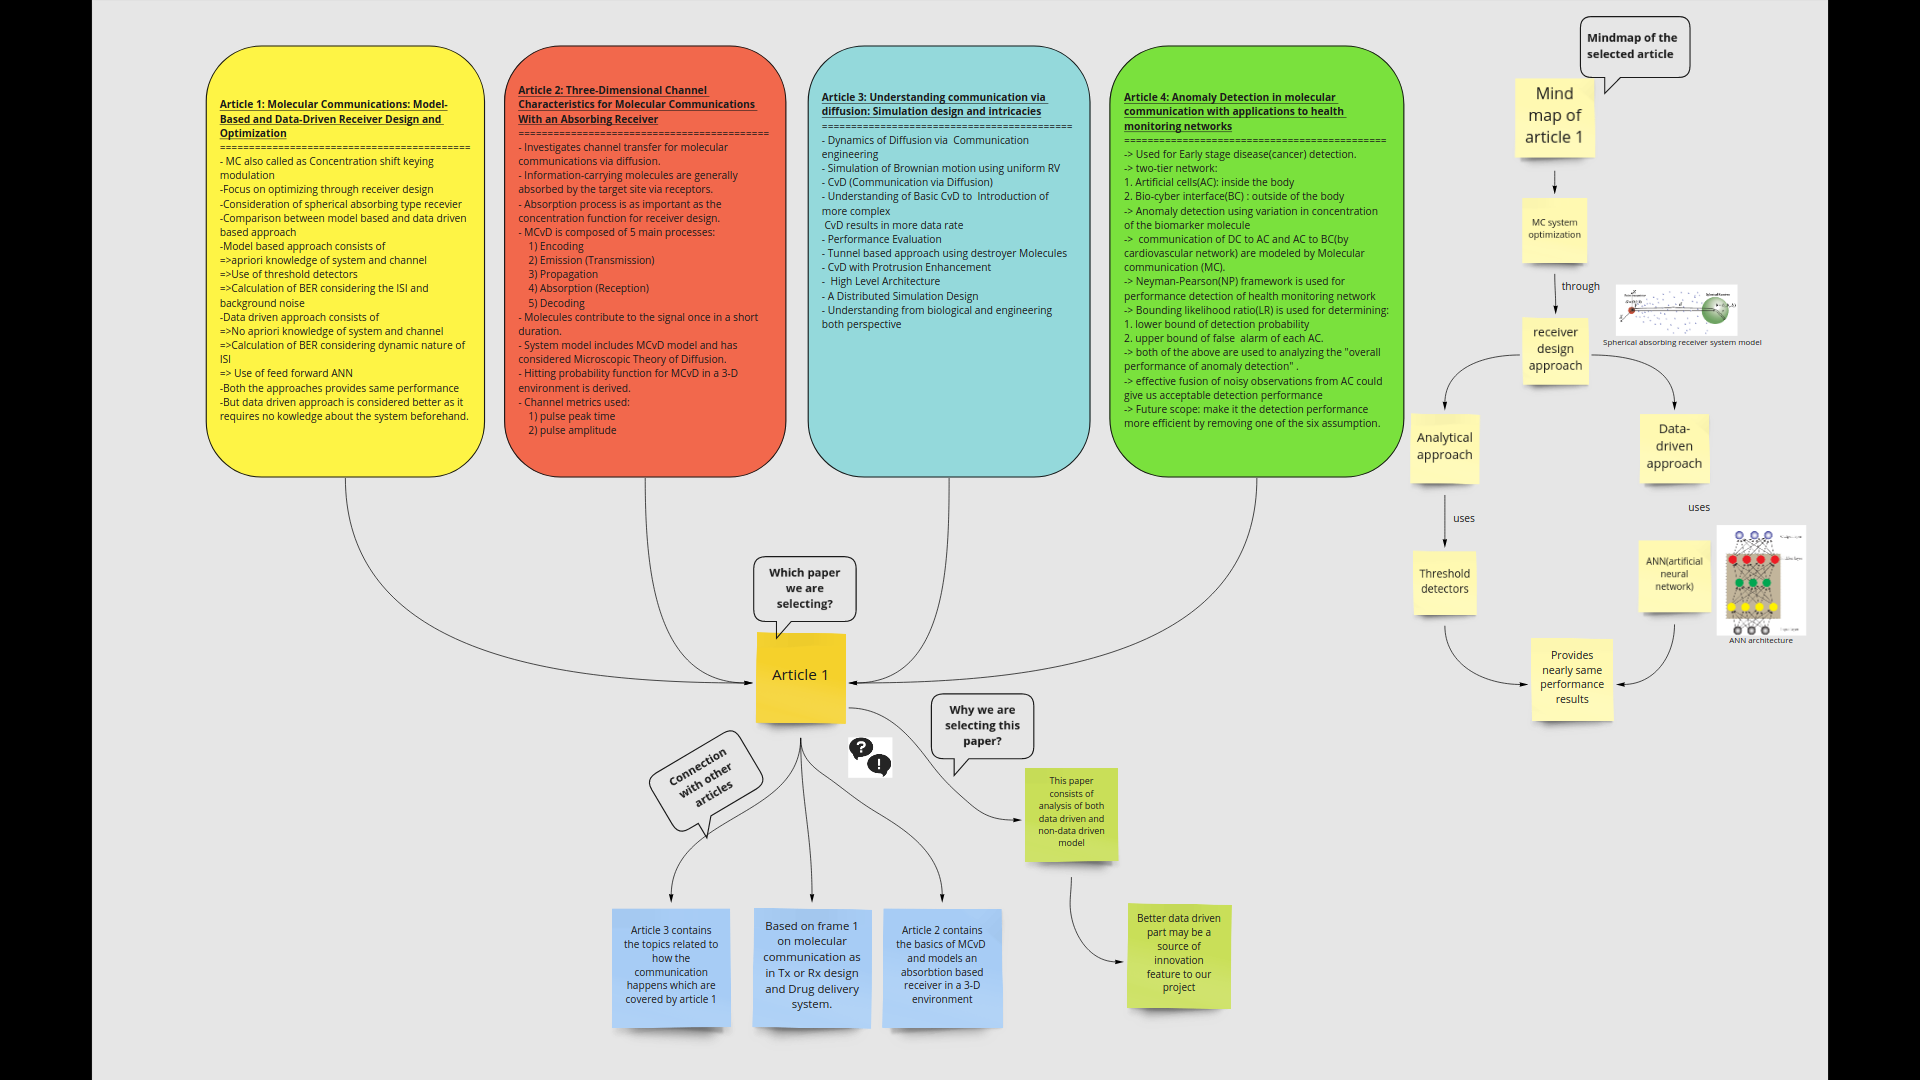 Article 1: Molecular Communications: Model-
Based and Data-Driven Receiver Design and
Optimization
===========================================
- MC also called as Concentration shift keying
modulation
-Focus on optimizing through receiver design
-Consideration of spherical absorbing type recevier
-Comparison between model based and data driven
based approach
-Model based approach consists of
=>apriori knowledge of system and channel
=>Use of threshold detectors
=>Calculation of BER considering the ISI and
background noise
-Data driven approach consists of
=>No apriori knowledge of system and channel
=>Calculation of BER considering dynamic nature of
ISI
=> Use of feed forward ANN
-Both the approaches provides same performance
-But data driven approach is considered better as it
requires no kowledge about the system beforehand.
Article 2: Three-Dimensional Channel
Characteristics for Molecular Communications
With an Absorbing Receiver
===========================================
- Investigates channel transfer for molecular
communications via diffusion.
- Information-carrying molecules are generally
absorbed by the target site via receptors.
- Absorption process is as important as the
concentration function for receiver design.
- MCvD is composed of 5 main processes:
1) Encoding
2) Emission (Transmission)
3) Propagation
4) Absorption (Reception)
5) Decoding
- Molecules contribute to the signal once in a short
duration.
- System model includes MCvD model and has
considered Microscopic Theory of Diffusion.
- Hitting probability function for MCvD in a 3-D
environment is derived.
- Channel metrics used:
1) pulse peak time
2) pulse amplitude
Article 3: Understanding communication via
diffusion: Simulation design and intricacies
===========================================
- Dynamics of Diffusion via  Communication
engineering
- Simulation of Brownian motion using uniform RV
- CvD (Communication via Diffusion)
- Understanding of Basic CvD to  Introduction of
more complex
CvD results in more data rate
- Performance Evaluation
- Tunnel based approach using destroyer Molecules
- CvD with Protrusion Enhancement
-  High Level Architecture
- A Distributed Simulation Design
- Understanding from biological and engineering
both perspective
Article 4: Anomaly Detection in molecular
communication with applications to health
monitoring networks
=============================================
-> Used for Early stage disease(cancer) detection.
-> two-tier network:
1. Artificial cells(AC): inside the body
2. Bio-cyber interface(BC) : outside of the body
-> Anomaly detection using variation in concentration
of the biomarker molecule
->  communication of DC to AC and AC to BC(by
cardiovascular network) are modeled by Molecular
communication (MC).
-> Neyman-Pearson(NP) framework is used for
performance detection of health monitoring network
-> Bounding likelihood ratio(LR) is used for determining:
1. lower bound of detection probability
2. upper bound of false  alarm of each AC.
-> both of the above are used to analyzing the "overall
performance of anomaly detection" .
-> effective fusion of noisy observations from AC could
give us acceptable detection performance
-> Future scope: make it the detection performance
more efficient by removing one of the six assumption.
Mindmap of the
selected article
Mind
map of
article 1
MC system
optimization
through
Spherical absorbing receiver system model
receiver
design
approach
Analytical
approach
Data-
driven
approach
uses
uses
Threshold
detectors
ANN(artificial
neural
network)
ANN architecture
Provides
nearly same
performance
results
Which paper
we are
selecting?
Article 1
?
!
Why we are
selecting this
paper?
Connection
with other
articles
This paper
consists of
analysis of both
data driven and
non-data driven
model
Article 3 contains
the topics related to
how the
communication
happens which are
covered by article 1
Based on frame 1
on molecular
communication as
in Tx or Rx design
and Drug delivery
system.
Article 2 contains
the basics of MCvD
and models an
absorbtion based
receiver in a 3-D
environment
Better data driven
part may be a
source of
innovation
feature to our
project